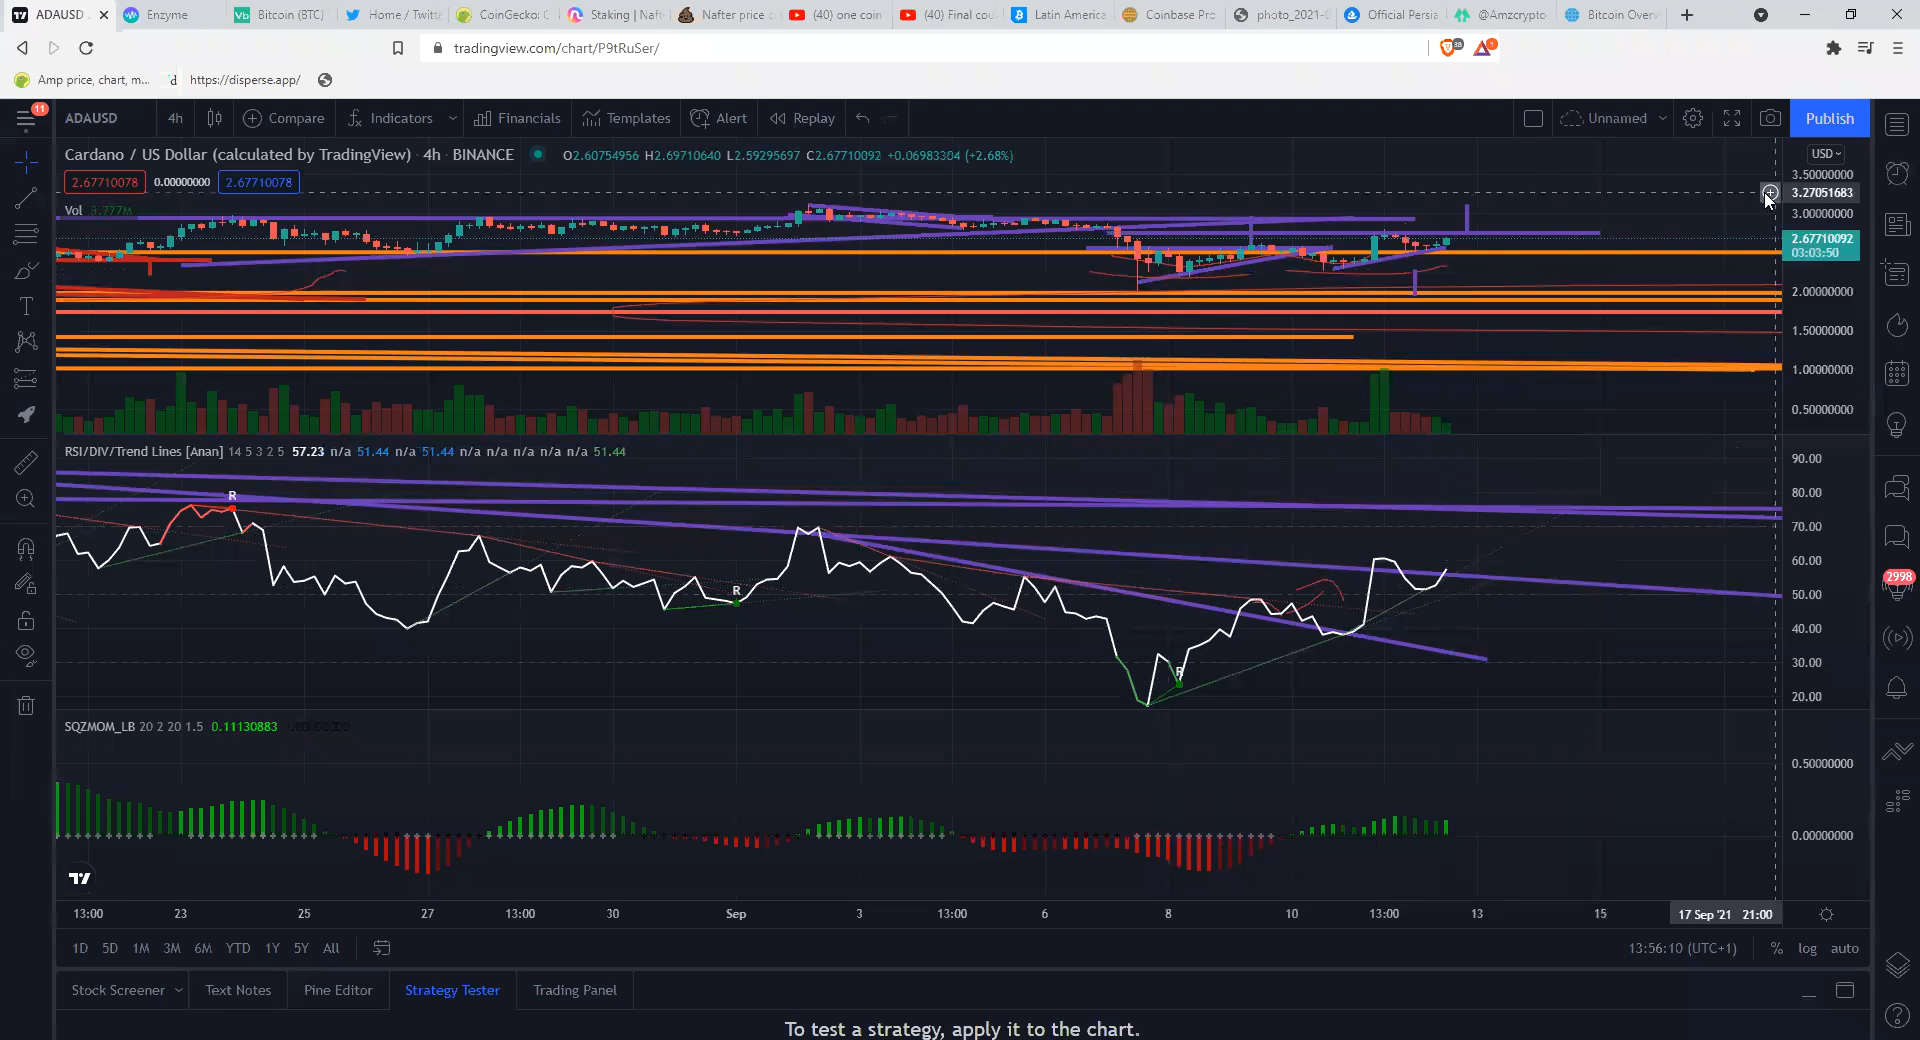 ADAUSD
Enzyme
Bitcoin (BTC)
Home / Twitt
CoinGecko: C
Staking | Naft
Nafter price c
(40) one coin
(40) Final cou
Latin America
Coinbase Pro
photo_2021-0
Official Persia
@Amzcrypto
Bitcoin Overv
tradingview.com/chart/P9tRuSer/
38
1
Amp price, chart, m...
d
https://disperse.app/
11
ADAUSD
4h
Compare
Indicators
Financials
Templates
Alert
Replay
Unnamed
Publish
Cardano / US Dollar (calculated by TradingView) · 4h · BINANCE
O2.60754956 H2.69710640 L2.59295697 C2.67710092 +0.06983304 (+2.68%)
USD
2.67710078
0.00000000
2.67710078
3.50000000
3.27051683
Vol 3.777M
3.00000000
2.67710092
03:03:50
2.00000000
1.50000000
1.00000000
0.50000000
RSI/DIV/Trend Lines [Anan] 14 5 3 2 5 57.23 n/a 51.44 n/a 51.44 n/a n/a n/a n/a n/a 51.44
90.00
80.00
R
70.00
60.00
R
50.00
40.00
30.00
R
20.00
2998
SQZMOM_LB 20 2 20 1.5 0.11130883
0.50000000
0.00000000
13:00
23
25
27
13:00
30
Sep
3
13:00
6
8
10
13:00
13
15
17 Sep '21 21:00
1D
5D
1M
3M
6M
YTD
1Y
5Y
All
13:56:10 (UTC+1)
%
log
auto
Stock Screener
Text Notes
Pine Editor
Strategy Tester
Trading Panel
To test a strategy, apply it to the chart.